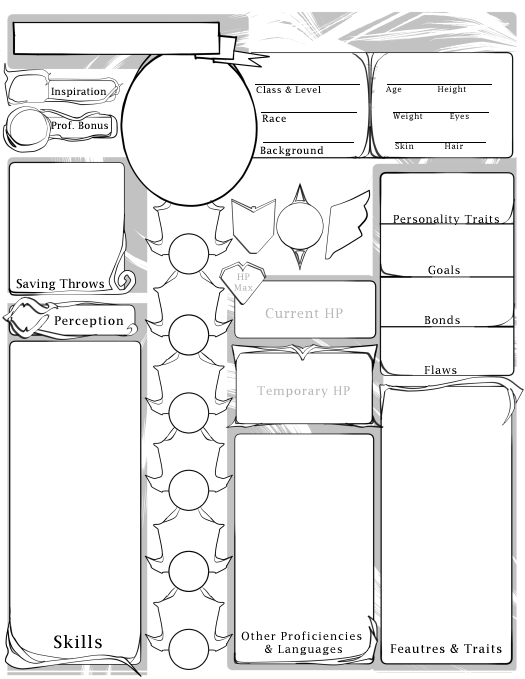 Inspiration
Prof. Bonus
Class & Level
Race
Background
Age Height
Weight Eyes
Skin Hair
Saving Throws
Perception
Skills
HP
Max
Current HP
Temporary HP
Other Proficiencies
& Languages
Personality Traits
Goals
Bonds
Flaws
Feautres & Traits